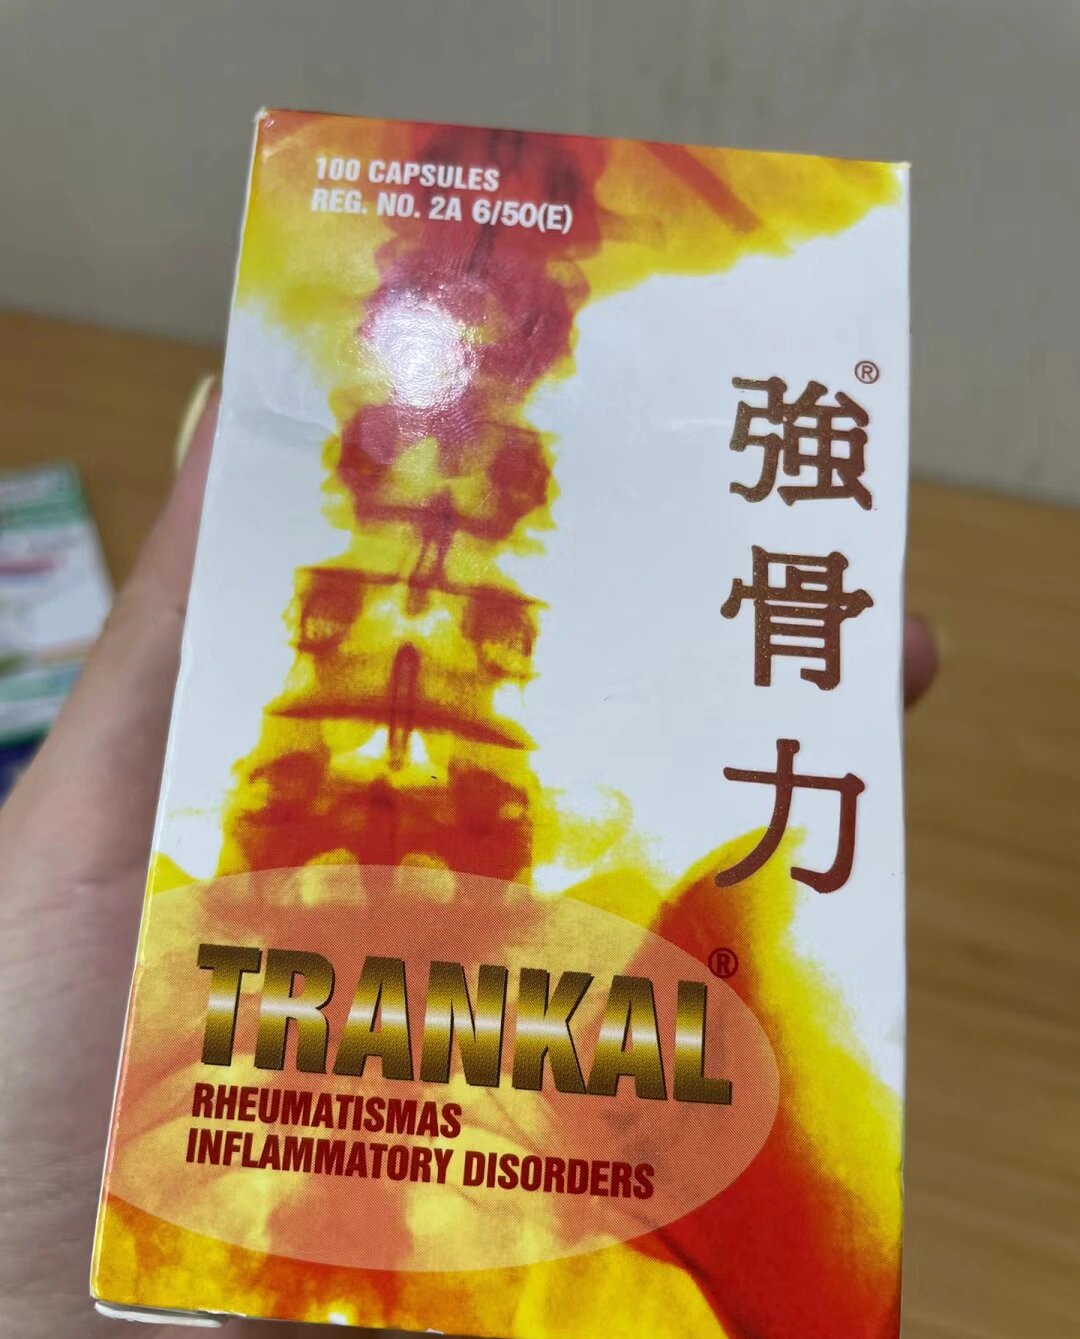 100 CAPSULES
REG. NO. 2A 6/50(E)
強骨力®
TRANKAL®
RHEUMATISMAS
INFLAMMATORY DISORDERS